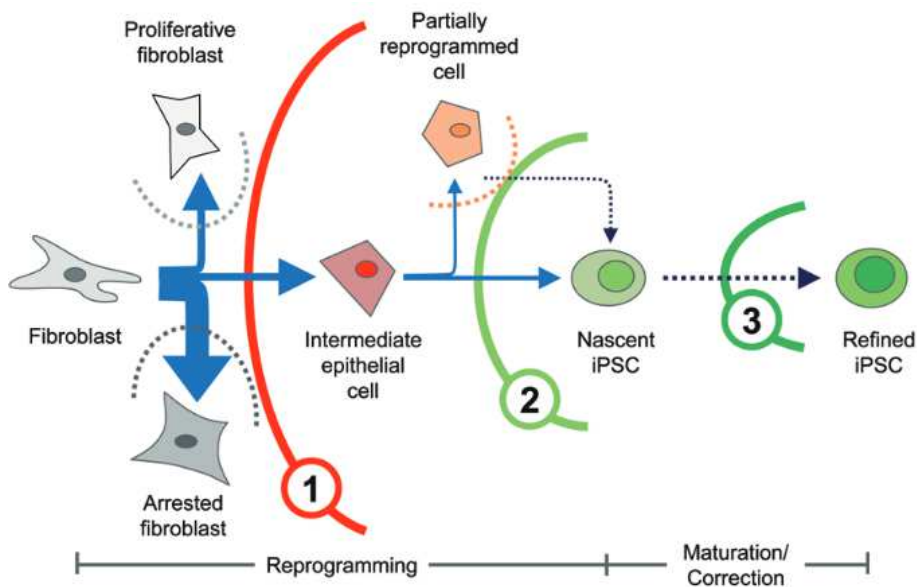 Proliferative
fibroblast
Partially
reprogrammed
cell
Fibroblast
Intermediate
epithelial
cell
Nascent
iPSC
Refined
iPSC
Arrested
fibroblast
1
2
3
Reprogramming
Maturation/
Correction